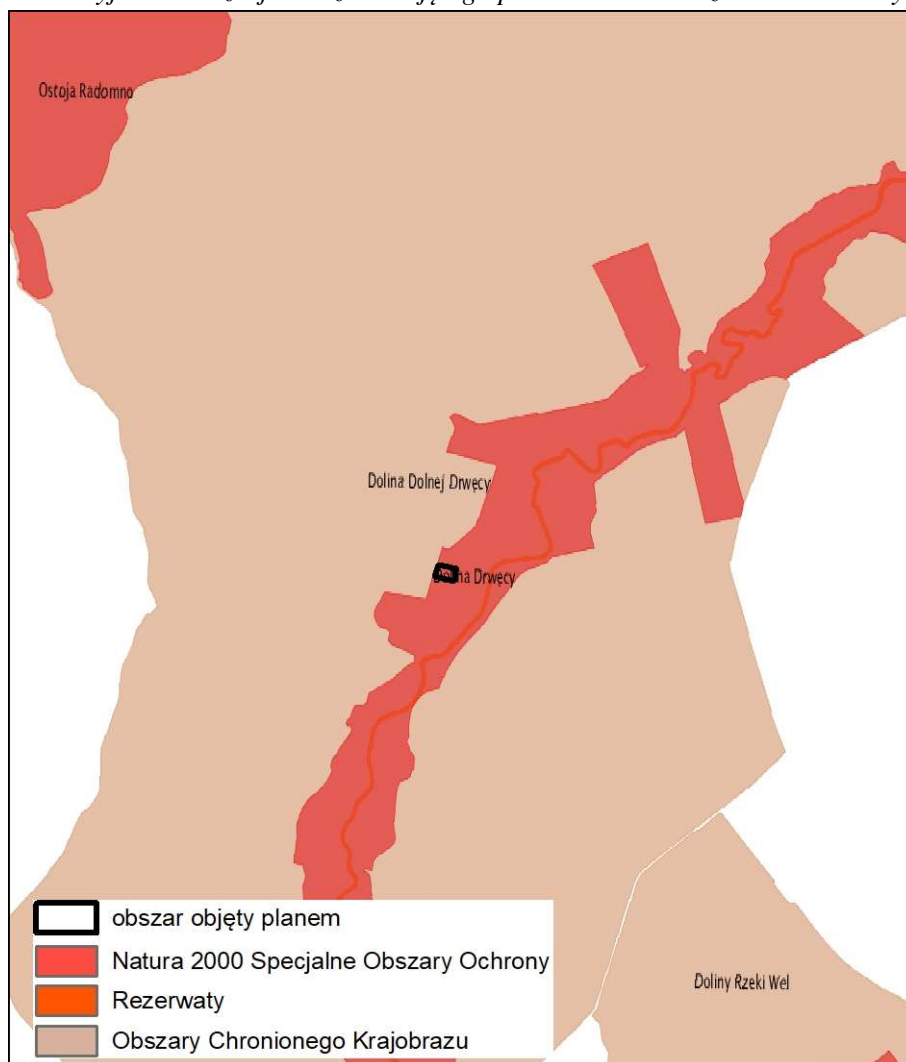 Ostoja Radomno
Dolina Dolnej Drwęcy
Dolina Drwęcy
Doliny Rzeki Wel
obszar objęty planem
Natura 2000 Specjalne Obszary Ochrony
Rezerwaty
Obszary Chronionego Krajobrazu